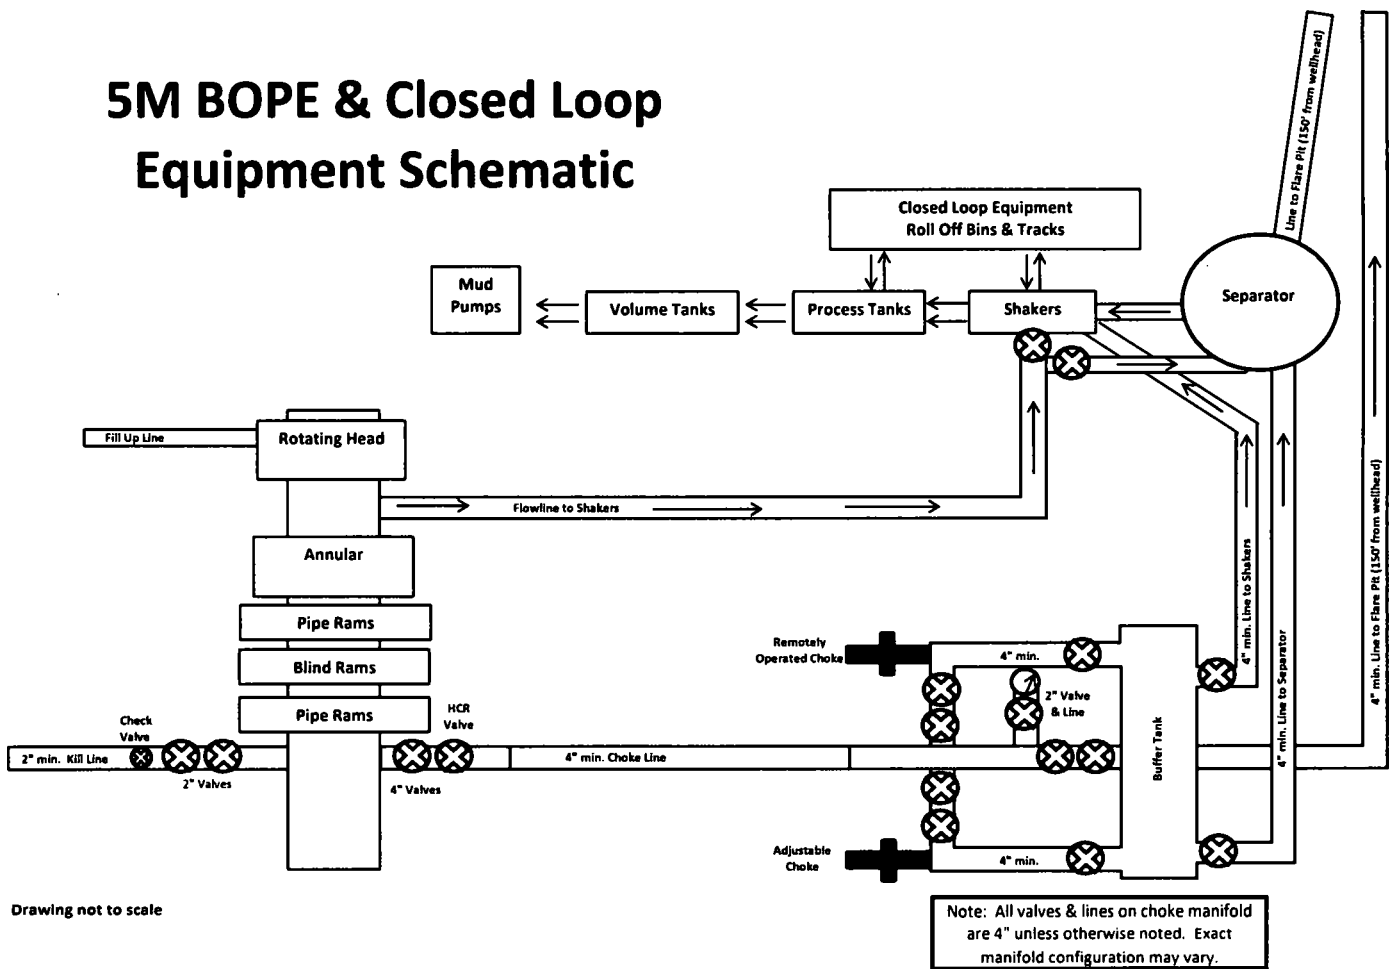 5M BOPE & Closed Loop
Equipment Schematic
Line to Flare Pit (150' from wellhead)
Closed Loop Equipment
Roll Off Bins & Tracks
Mud
Pumps
Volume Tanks
Process Tanks
Shakers
Separator
Fill Up Line
Rotating Head
Flowline to Shakers
Annular
Pipe Rams
Blind Rams
Pipe Rams
Check
Valve
HCR
Valve
2" min. Kill Line
2" Valves
4" Valves
4" min. Choke Line
Remotely
Operated Choke
4" min.
2" Valve
& Line
Buffer Tank
4" min. Line to Shakers
4" min. Line to Separator
4" min. Line to Flare Pit (150' from wellhead)
Adjustable
Choke
4" min.
Drawing not to scale
Note: All valves & lines on choke manifold
are 4" unless otherwise noted. Exact
manifold configuration may vary.